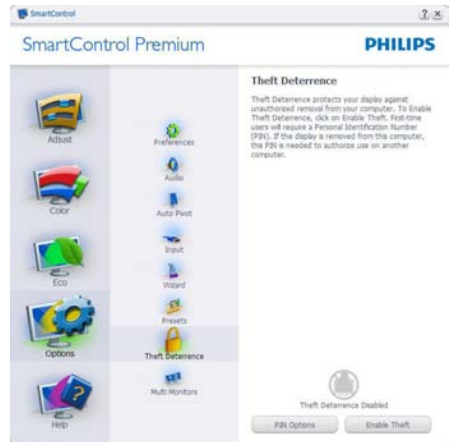 SmartControl
? X
SmartControl Premium
PHILIPS
Adjust
Color
Eco
Options
Help
Preferences
Audio
Auto Pivot
Input
Wizard
Presets
Theft Deterrence
Multi Monitors
Theft Deterrence
Theft Deterrence protects your display against
unauthorized removal from your computer. To Enable
Theft Deterrence, click on Enable Theft. First-time
users will require a Personal Identification Number
(PIN). If the display is removed from this computer,
the PIN is needed to authorize use on another
computer.
Theft Deterrence Disabled
PIN Options
Enable Theft